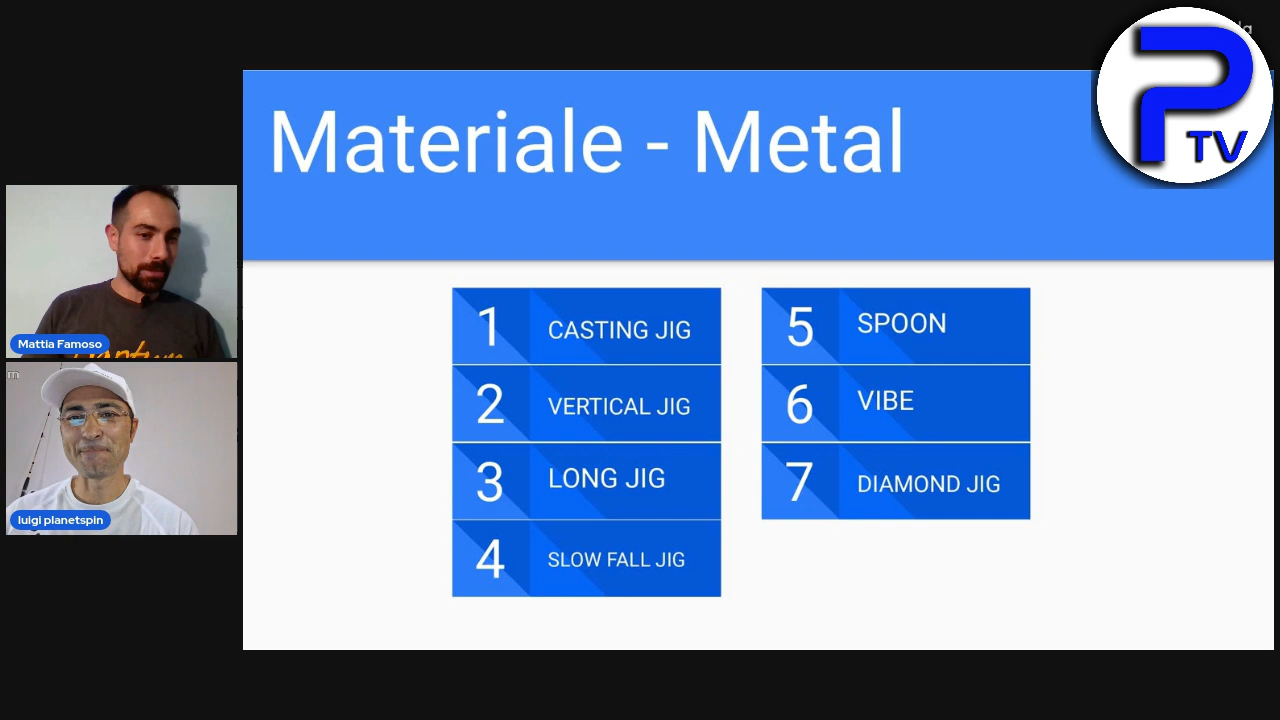 Materiale - Metal
P
TV
1 CASTING JIG
2 VERTICAL JIG
3 LONG JIG
4 SLOW FALL JIG
5 SPOON
6 VIBE
7 DIAMOND JIG
Mattia Famoso
m
luigi planetspin